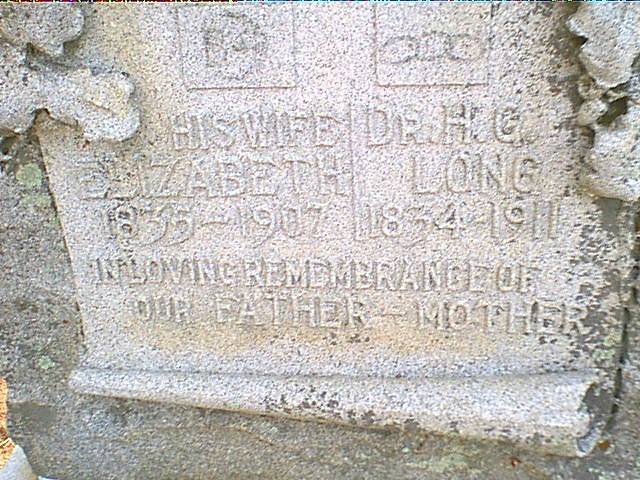 HIS WIFE
ELIZABETH
1835–1907
DR. H. G.
LONG
1834–1911
IN LOVING REMEMBRANCE OF
OUR FATHER – MOTHER